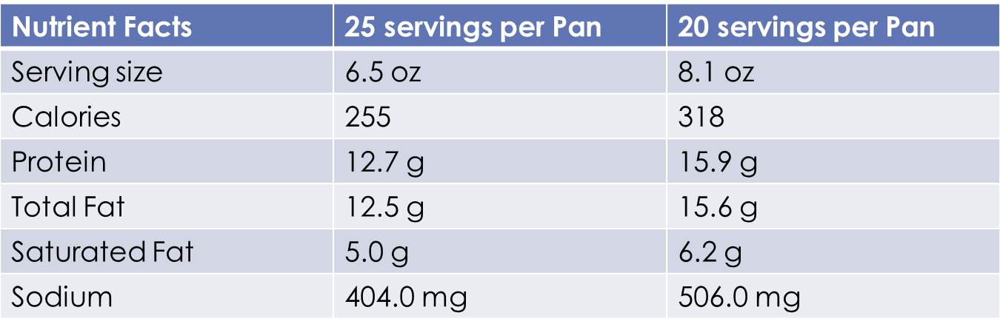 Nutrient Facts 25 servings per Pan 20 servings per Pan
Serving size 6.5 oz 8.1 oz
Calories 255 318
Protein 12.7 g 15.9 g
Total Fat 12.5 g 15.6 g
Saturated Fat 5.0 g 6.2 g
Sodium 404.0 mg 506.0 mg